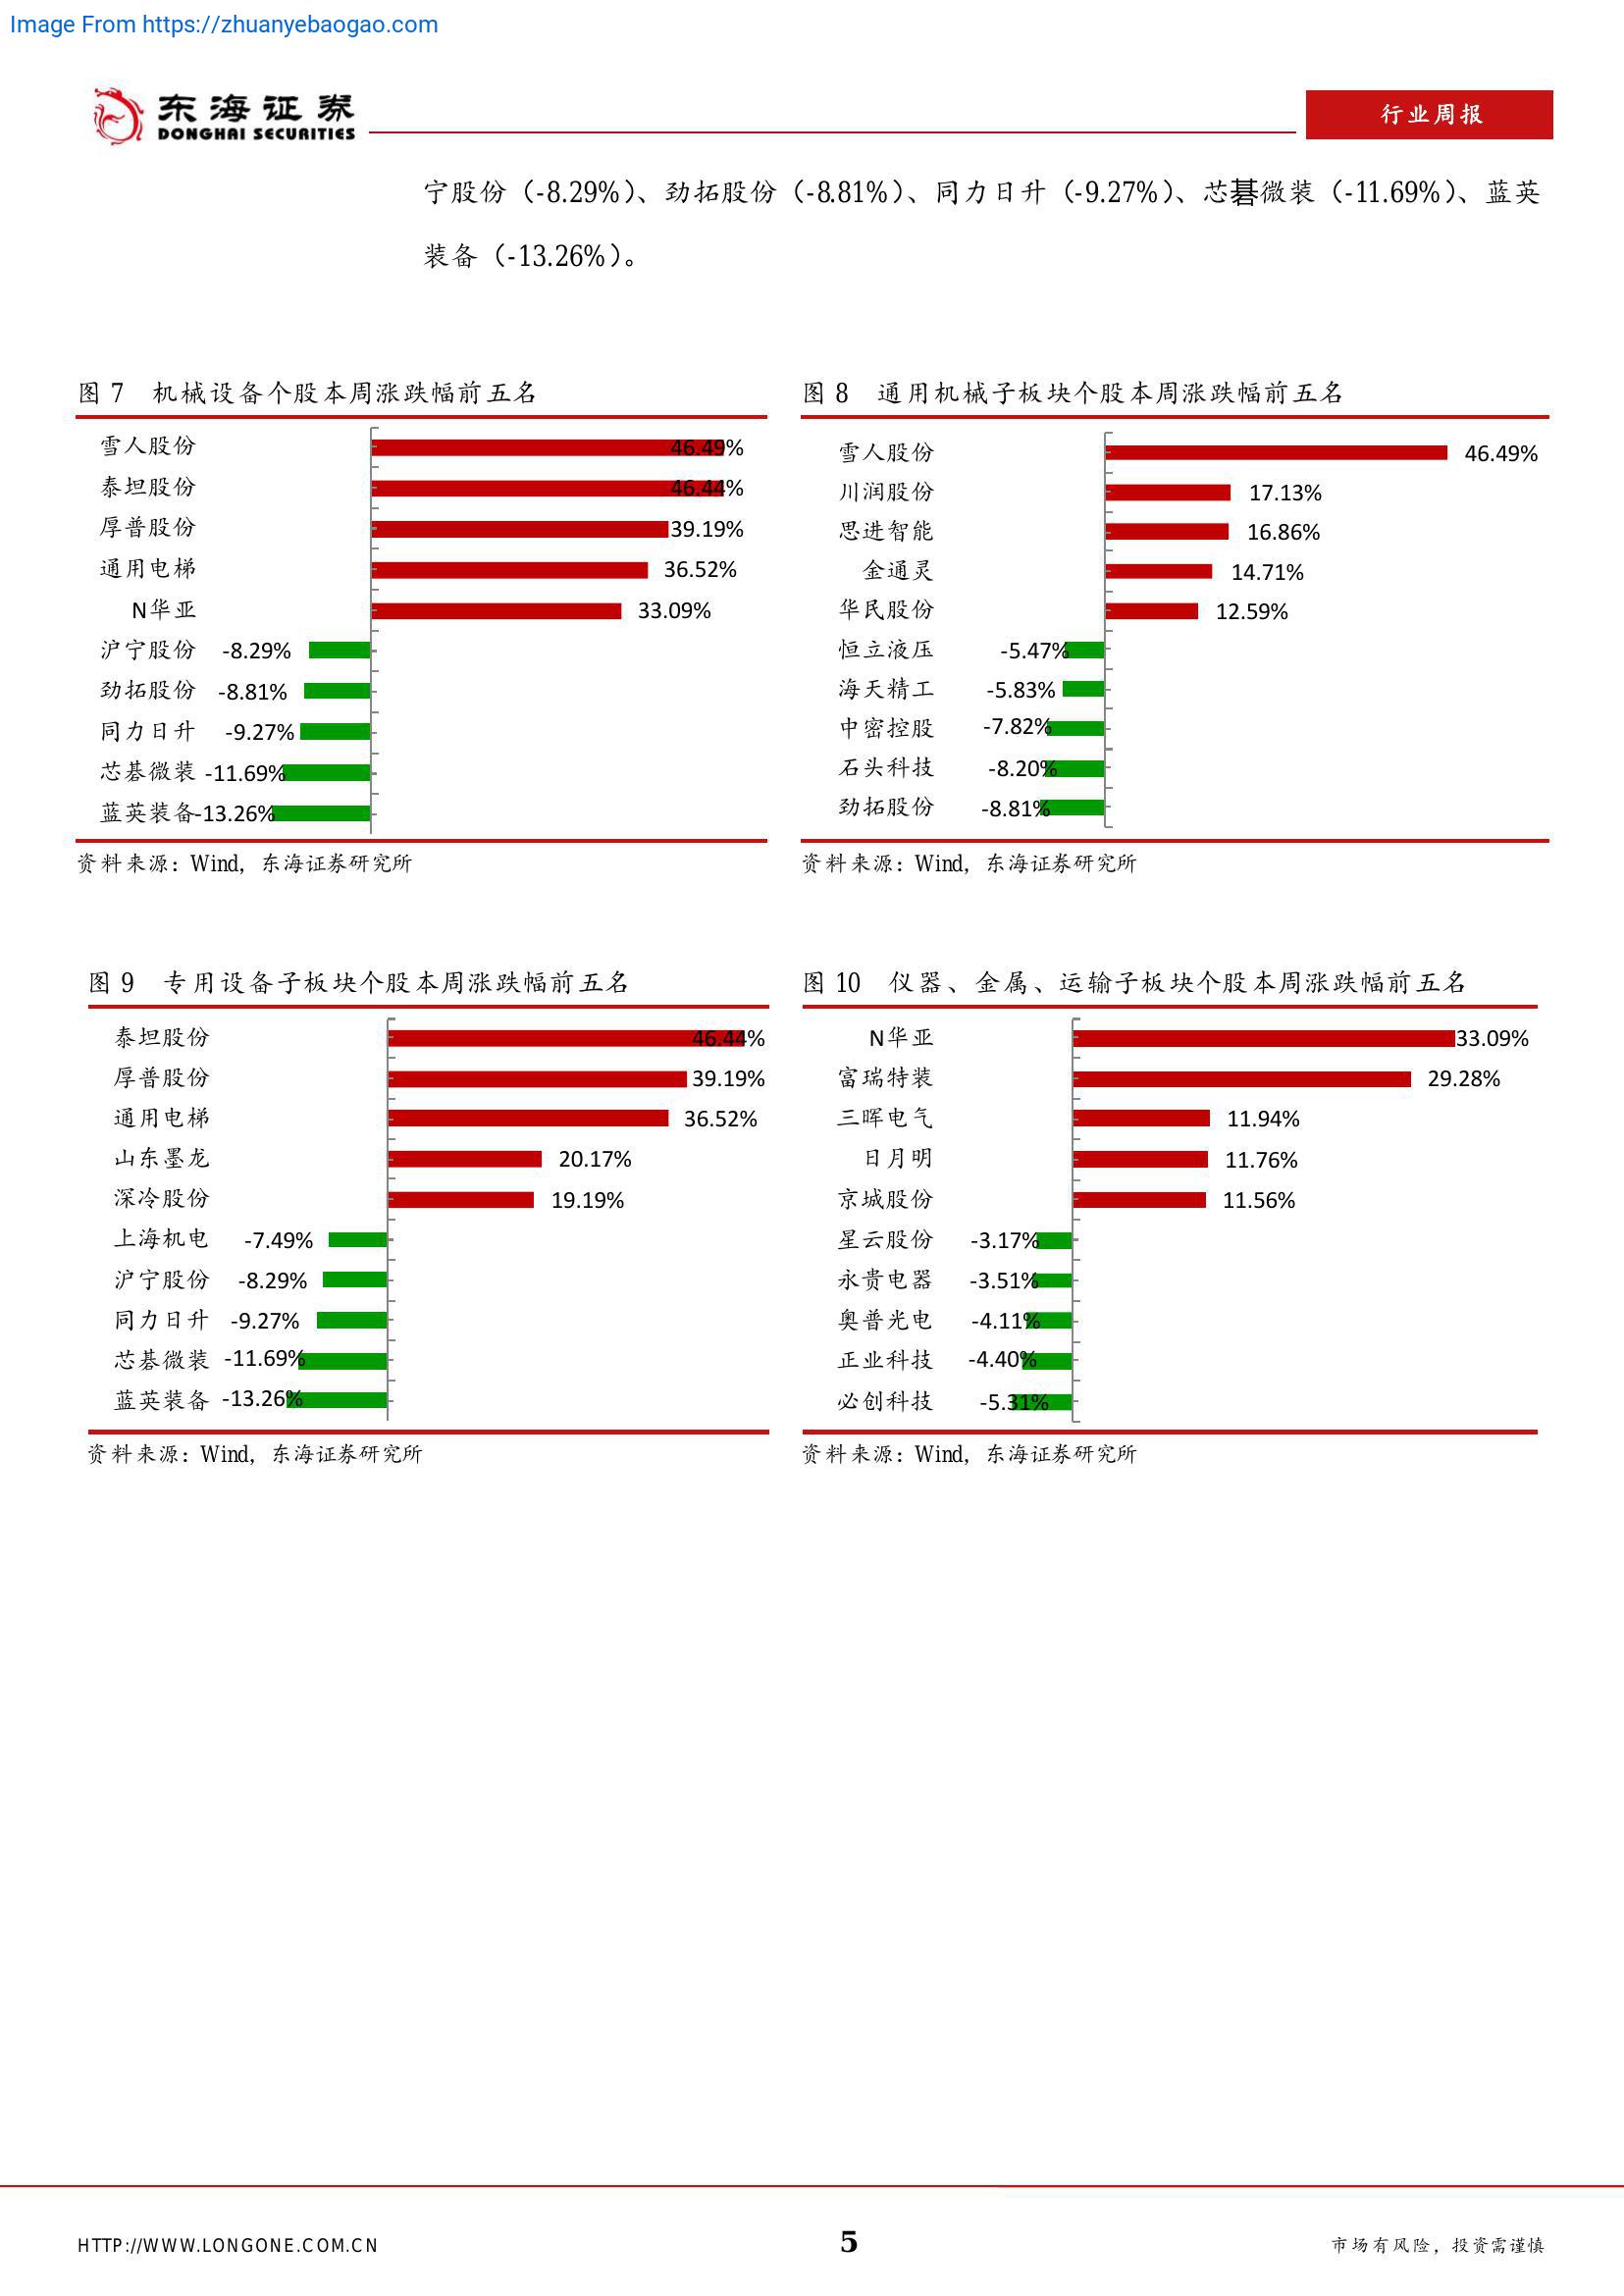 Image From https://zhuanyebaogao.com
东海证券
DONGHAI SECURITIES
行业周报
宁股份（-8.29%）、劲拓股份（-8.81%）、同力日升（-9.27%）、芯碁微装（-11.69%）、蓝英
装备（-13.26%）。
图 7 机械设备个股本周涨跌幅前五名
雪人股份 46.49%
泰坦股份 46.44%
厚普股份 39.19%
通用电梯 36.52%
N华亚 33.09%
沪宁股份 -8.29%
劲拓股份 -8.81%
同力日升 -9.27%
芯碁微装 -11.69%
蓝英装备 -13.26%
资料来源：Wind，东海证券研究所
图 8 通用机械子板块个股本周涨跌幅前五名
雪人股份 46.49%
川润股份 17.13%
思进智能 16.86%
金通灵 14.71%
华民股份 12.59%
恒立液压 -5.47%
海天精工 -5.83%
中密控股 -7.82%
石头科技 -8.20%
劲拓股份 -8.81%
资料来源：Wind，东海证券研究所
图 9 专用设备子板块个股本周涨跌幅前五名
泰坦股份 46.44%
厚普股份 39.19%
通用电梯 36.52%
山东墨龙 20.17%
深冷股份 19.19%
上海机电 -7.49%
沪宁股份 -8.29%
同力日升 -9.27%
芯碁微装 -11.69%
蓝英装备 -13.26%
资料来源：Wind，东海证券研究所
图 10 仪器、金属、运输子板块个股本周涨跌幅前五名
N华亚 33.09%
富瑞特装 29.28%
三晖电气 11.94%
日月明 11.76%
京城股份 11.56%
星云股份 -3.17%
永贵电器 -3.51%
奥普光电 -4.11%
正业科技 -4.40%
必创科技 -5.31%
资料来源：Wind，东海证券研究所
HTTP://WWW.LONGONE.COM.CN
5
市场有风险，投资需谨慎